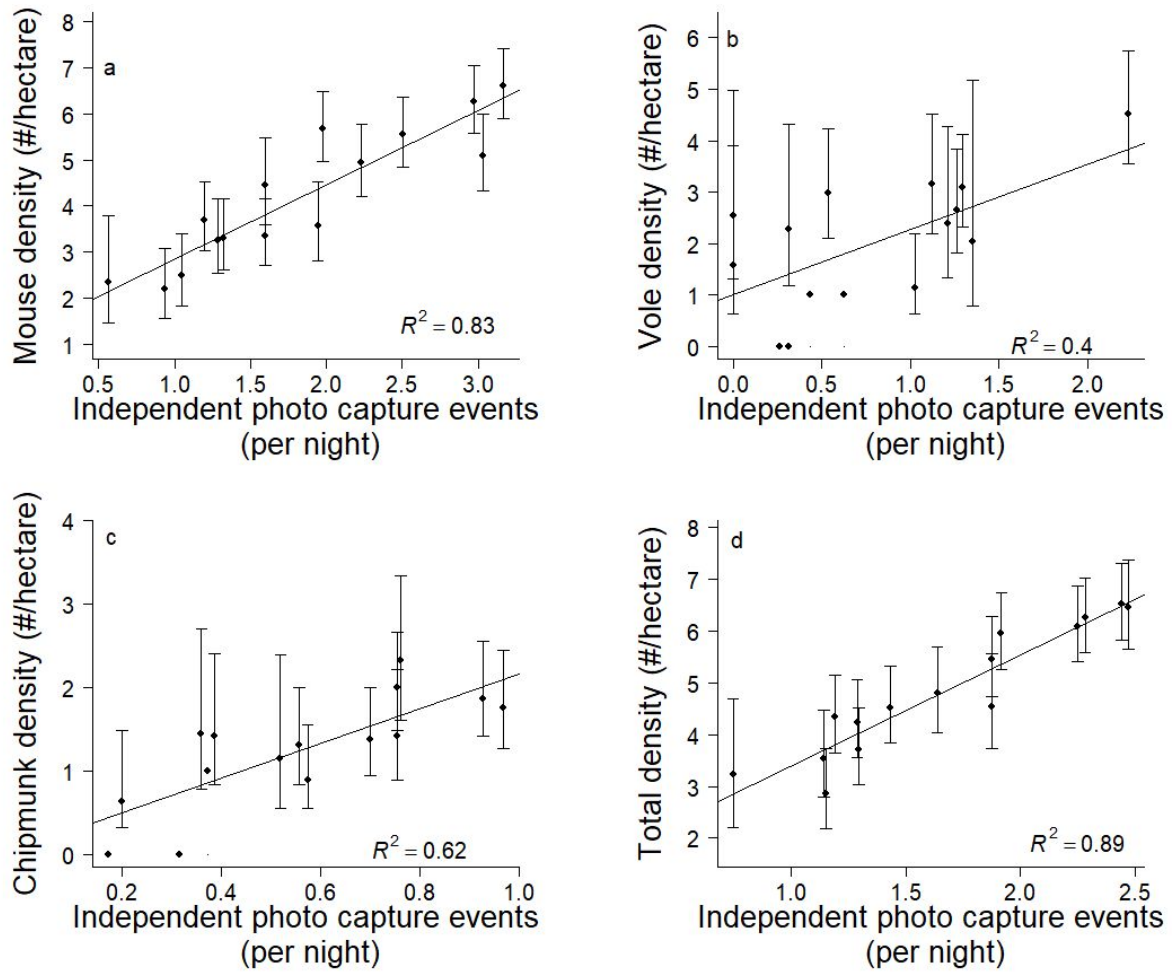 a
Mouse density (#/hectare)
8
7
6
5
4
3
2
1
R² = 0.83
0.5 1.0 1.5 2.0 2.5 3.0
Independent photo capture events
(per night)
b
Vole density (#/hectare)
6
5
4
3
2
1
0
R² = 0.4
0.0 0.5 1.0 1.5 2.0
Independent photo capture events
(per night)
c
Chipmunk density (#/hectare)
4
3
2
1
0
R² = 0.62
0.2 0.4 0.6 0.8 1.0
Independent photo capture events
(per night)
d
Total density (#/hectare)
8
7
6
5
4
3
2
R² = 0.89
1.0 1.5 2.0 2.5
Independent photo capture events
(per night)